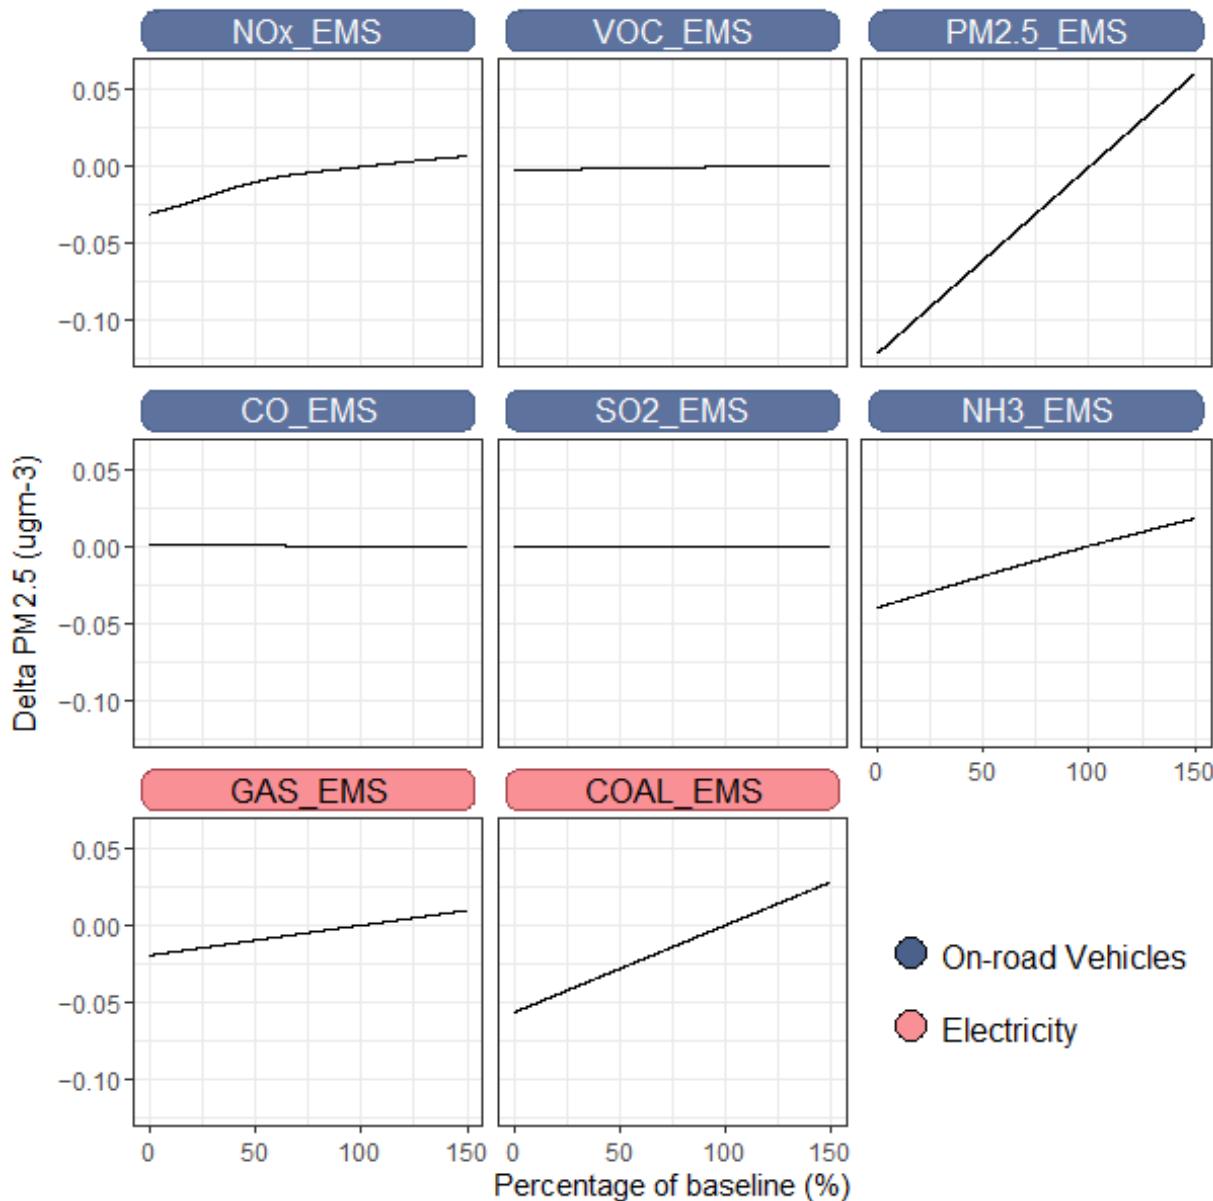 NOx_EMS VOC_EMS PM2.5_EMS
0.05
0.00
−0.05
−0.10
CO_EMS SO2_EMS NH3_EMS
0.05
0.00
−0.05
−0.10
0 50 100 150
GAS_EMS COAL_EMS
0.05
0.00
−0.05
−0.10
0 50 100 150 0 50 100 150
Delta PM2.5 (ugm-3)
Percentage of baseline (%)
On-road Vehicles
Electricity